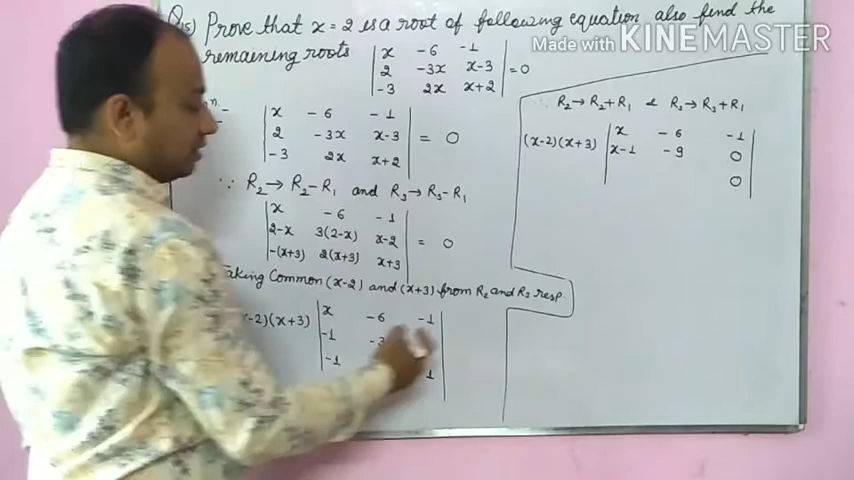 Q15) Prove that x = 2 is a root of following equation also find the
remaining roots
| x -6 -1 |
| 2 -3x x-3 | = 0
| -3 2x x+2 |
Made with KINEMASTER
n.-
| x -6 -1 |
| 2 -3x x-3 | = 0
| -3 2x x+2 |
∵ R₂→R₂-R₁ and R₃→R₃-R₁
| x -6 -1 |
| 2-x 3(2-x) x-2 | = 0
| -(x+3) 2(x+3) x+3 |
aking Common (x-2) and (x+3) from R₂ and R₃ resp.
x-2)(x+3) | x -6 -1 |
| -1 -3
| -1 1 |
∵ R₂→R₂+R₁ & R₃→R₃+R₁
(x-2)(x+3) | x -6 -1 |
| x-1 -9 0 |
| 0 |